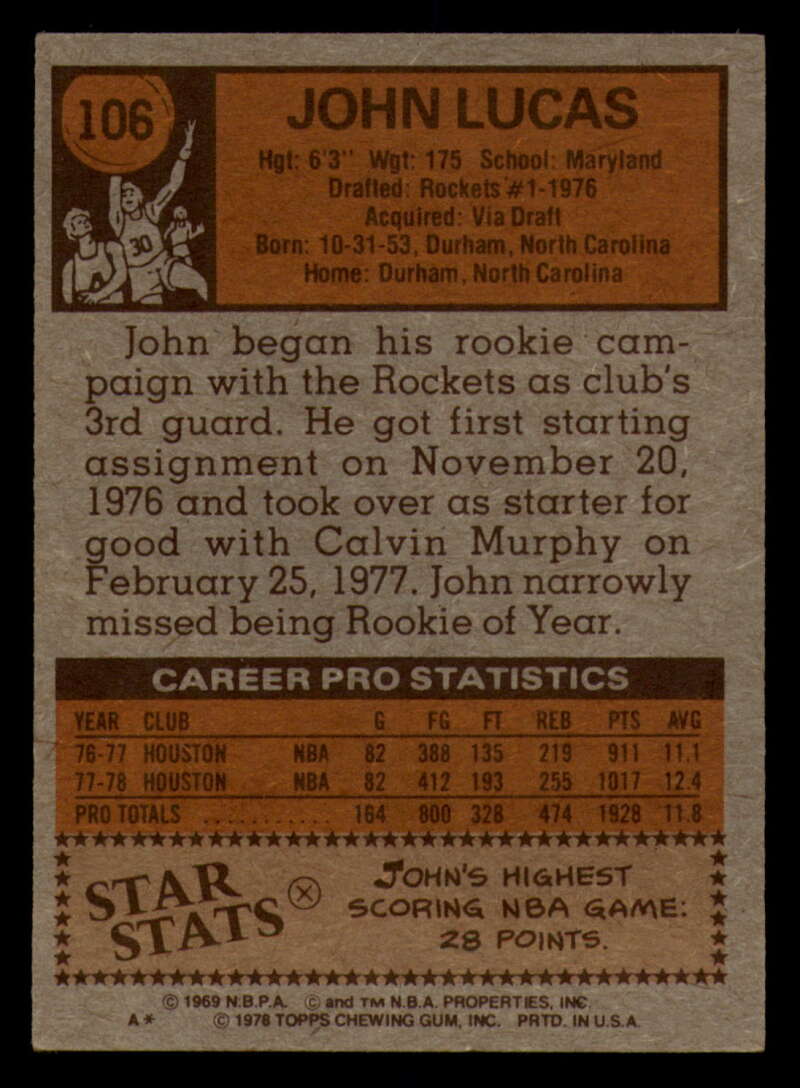 106
JOHN LUCAS
Hgt: 6'3" Wgt: 175 School: Maryland
Drafted: Rockets #1-1976
Acquired: Via Draft
Born: 10-31-53, Durham, North Carolina
Home: Durham, North Carolina
30
John began his rookie cam-
paign with the Rockets as club's
3rd guard. He got first starting
assignment on November 20,
1976 and took over as starter for
good with Calvin Murphy on
February 25, 1977. John narrowly
missed being Rookie of Year.
CAREER PRO STATISTICS
YEAR CLUB G FG FT REB PTS AVG
76-77 HOUSTON NBA 82 388 135 219 911 11.1
77-78 HOUSTON NBA 82 412 193 255 1017 12.4
PRO TOTALS ........... 164 800 328 474 1928 11.8
STAR STATS
JOHN'S HIGHEST
SCORING NBA GAME:
28 POINTS.
© 1969 N.B.P.A. © and TM N.B.A. PROPERTIES, INC.
A* © 1978 TOPPS CHEWING GUM, INC. PRTD. IN U.S.A.